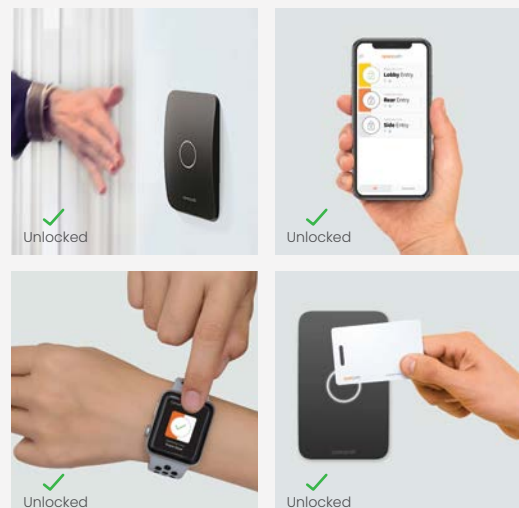 Unlocked
Lobby Entry
Rear Entry
Side Entry
Unlocked
Unlocked
Unlocked